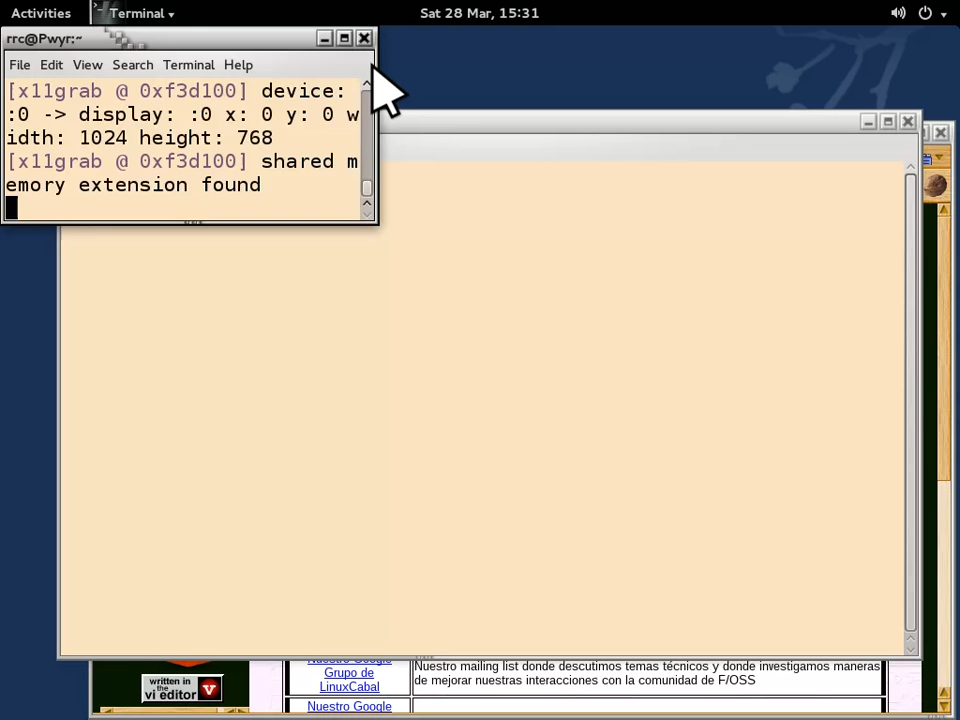 Activities
Terminal
Sat 28 Mar, 15:31
rrc@Pwyr:~
File Edit View Search Terminal Help
[x11grab @ 0xf3d100] device:
:0 -> display: :0 x: 0 y: 0 w
idth: 1024 height: 768
[x11grab @ 0xf3d100] shared m
emory extension found
Nuestro Google
Grupo de
LinuxCabal
Nuestro mailing list donde descutimos temas técnicos y donde investigamos maneras
de mejorar nuestras interacciones con la comunidad de F/OSS
written in
the
vi editor
Nuestro Google